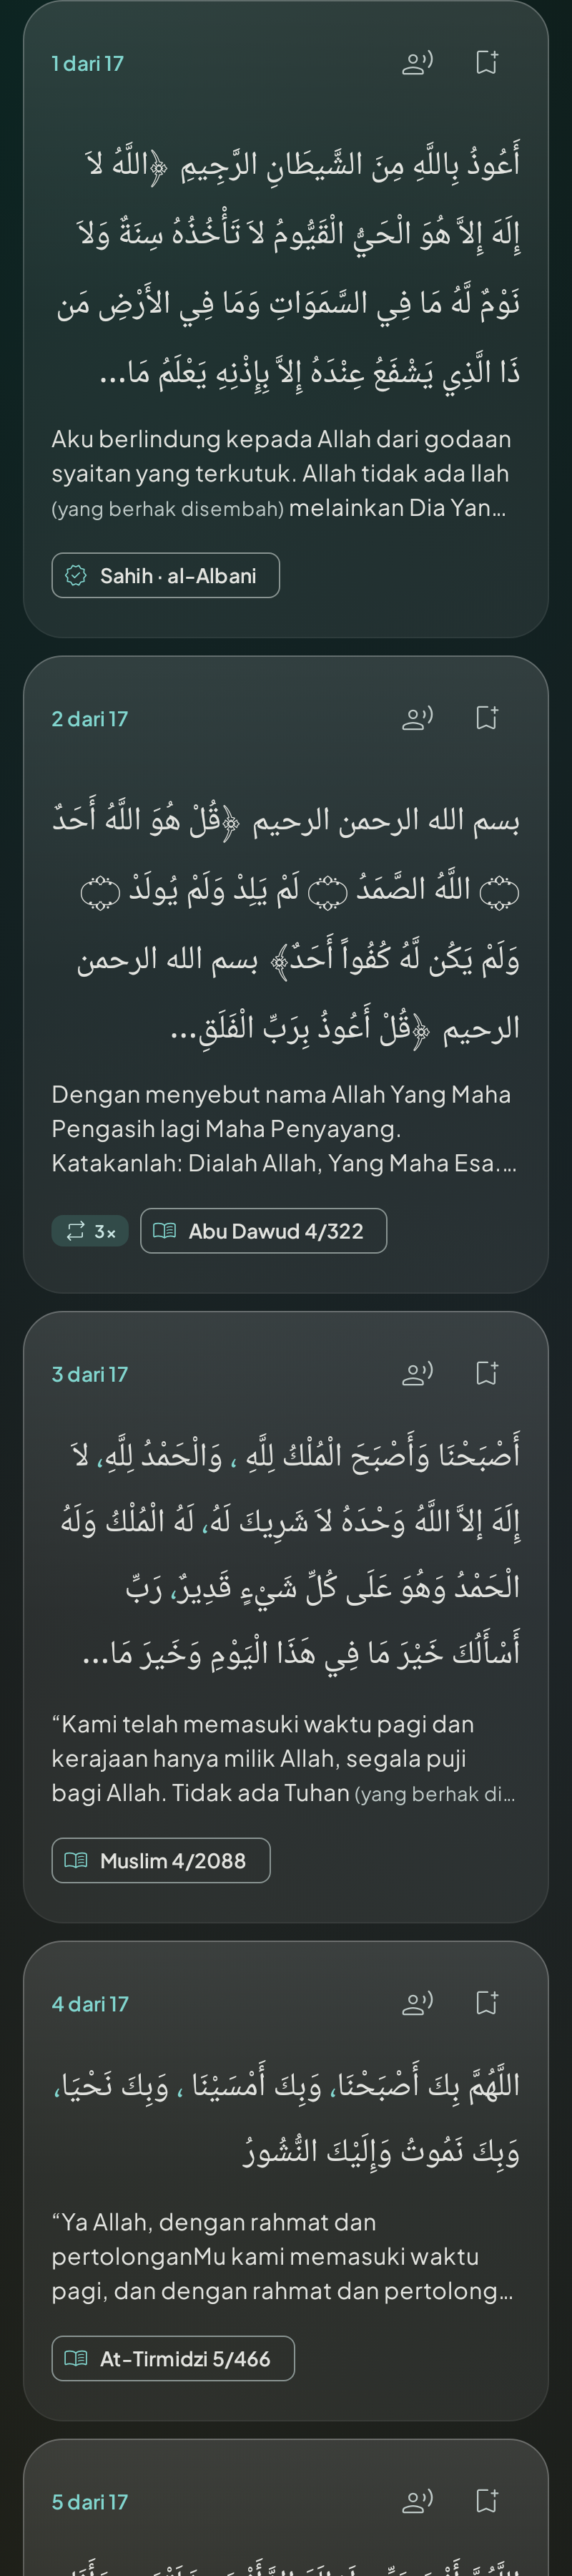 1 dari 17
أَعُوذُ بِاللَّهِ مِنَ الشَّيطَانِ الرَّجِيمِ ﴿اللَّهُ لاَ
إِلَهَ إِلاَّ هُوَ الْحَيُّ الْقَيُّومُ لاَ تَأْخُذُهُ سِنَةٌ وَلاَ
نَوْمٌ لَّهُ مَا فِي السَّمَوَاتِ وَمَا فِي الأَرْضِ مَن
ذَا الَّذِي يَشْفَعُ عِنْدَهُ إِلاَّ بِإِذْنِهِ يَعْلَمُ مَا...
Aku berlindung kepada Allah dari godaan
syaitan yang terkutuk. Allah tidak ada Ilah
(yang berhak disembah) melainkan Dia Yan...
Sahih · al-Albani
2 dari 17
بسم الله الرحمن الرحيم ﴿قُلْ هُوَ اللَّهُ أَحَدٌ
۝ اللَّهُ الصَّمَدُ ۝ لَمْ يَلِدْ وَلَمْ يُولَدْ ۝
وَلَمْ يَكُن لَّهُ كُفُواً أَحَدٌ﴾ بسم الله الرحمن
الرحيم ﴿قُلْ أَعُوذُ بِرَبِّ الْفَلَقِ...
Dengan menyebut nama Allah Yang Maha
Pengasih lagi Maha Penyayang.
Katakanlah: Dialah Allah, Yang Maha Esa....
3×
Abu Dawud 4/322
3 dari 17
أَصْبَحْنَا وَأَصْبَحَ الْمُلْكُ لِلَّهِ ، وَالْحَمْدُ لِلَّهِ، لاَ
إِلَهَ إلاَّ اللَّهُ وَحْدَهُ لاَ شَرِيكَ لَهُ، لَهُ الْمُلْكُ وَلَهُ
الْحَمْدُ وَهُوَ عَلَى كُلِّ شَيْءٍ قَدِيرٌ، رَبِّ
أَسْأَلُكَ خَيْرَ مَا فِي هَذَا الْيَوْمِ وَخَيرَ مَا...
“Kami telah memasuki waktu pagi dan
kerajaan hanya milik Allah, segala puji
bagi Allah. Tidak ada Tuhan (yang berhak di...
Muslim 4/2088
4 dari 17
اللَّهُمَّ بِكَ أَصْبَحْنَا، وَبِكَ أَمْسَيْنَا ، وَبِكَ نَحْيَا،
وَبِكَ نَمُوتُ وَإِلَيْكَ النُّشُورُ
“Ya Allah, dengan rahmat dan
pertolonganMu kami memasuki waktu
pagi, dan dengan rahmat dan pertolong...
At-Tirmidzi 5/466
5 dari 17